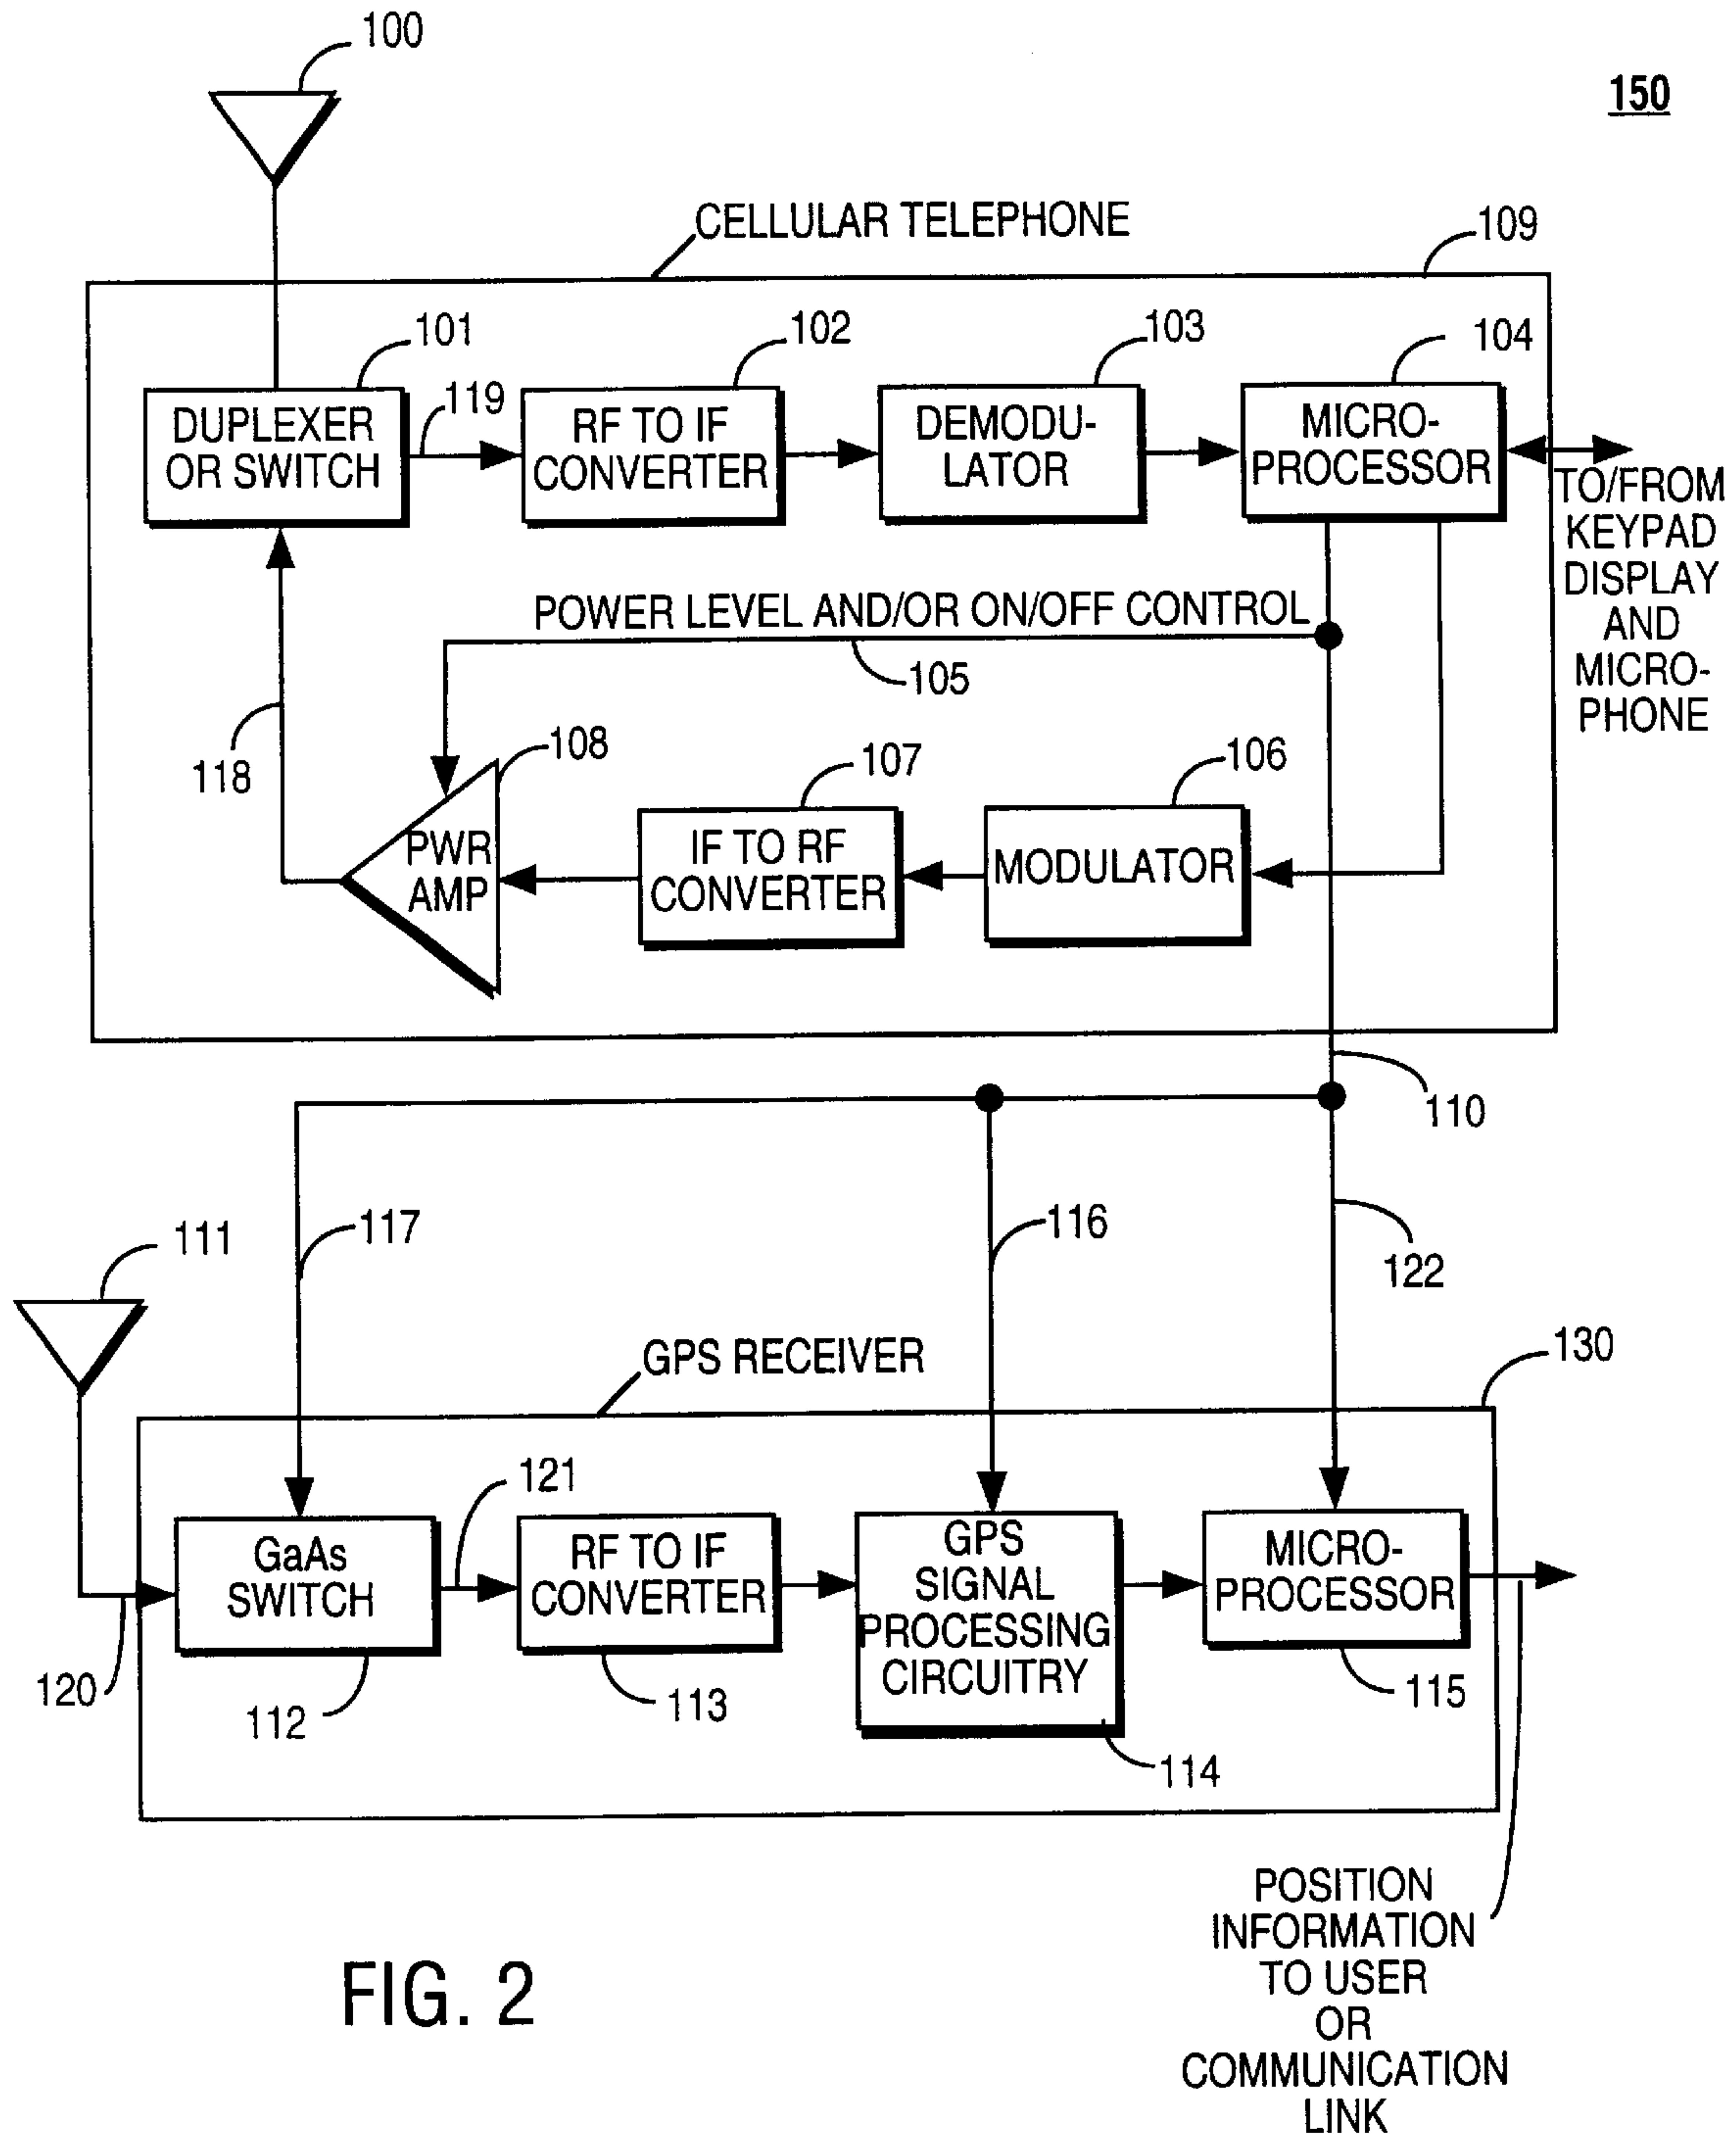 100
150
CELLULAR TELEPHONE
109
101
102
103
104
DUPLEXER
OR SWITCH
119
RF TO IF
CONVERTER
DEMODU-
LATOR
MICRO-
PROCESSOR
TO/FROM
KEYPAD
DISPLAY
AND
MICRO-
PHONE
POWER LEVEL AND/OR ON/OFF CONTROL
105
118
108
107
106
PWR
AMP
IF TO RF
CONVERTER
MODULATOR
110
117
116
122
111
GPS RECEIVER
130
121
GaAs
SWITCH
RF TO IF
CONVERTER
GPS
SIGNAL
PROCESSING
CIRCUITRY
MICRO-
PROCESSOR
120
112
113
114
115
POSITION
INFORMATION
TO USER
OR
COMMUNICATION
LINK
FIG. 2